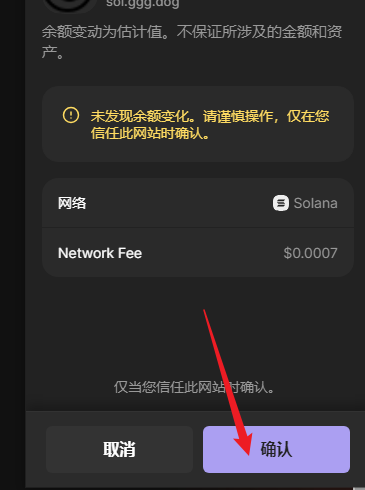 sol.ggg.dog
余额变动为估计值。不保证所涉及的金额和资
产。
未发现余额变化。请谨慎操作，仅在您
信任此网站时确认。
网络 Solana
Network Fee $0.0007
仅当您信任此网站时确认。
取消 确认